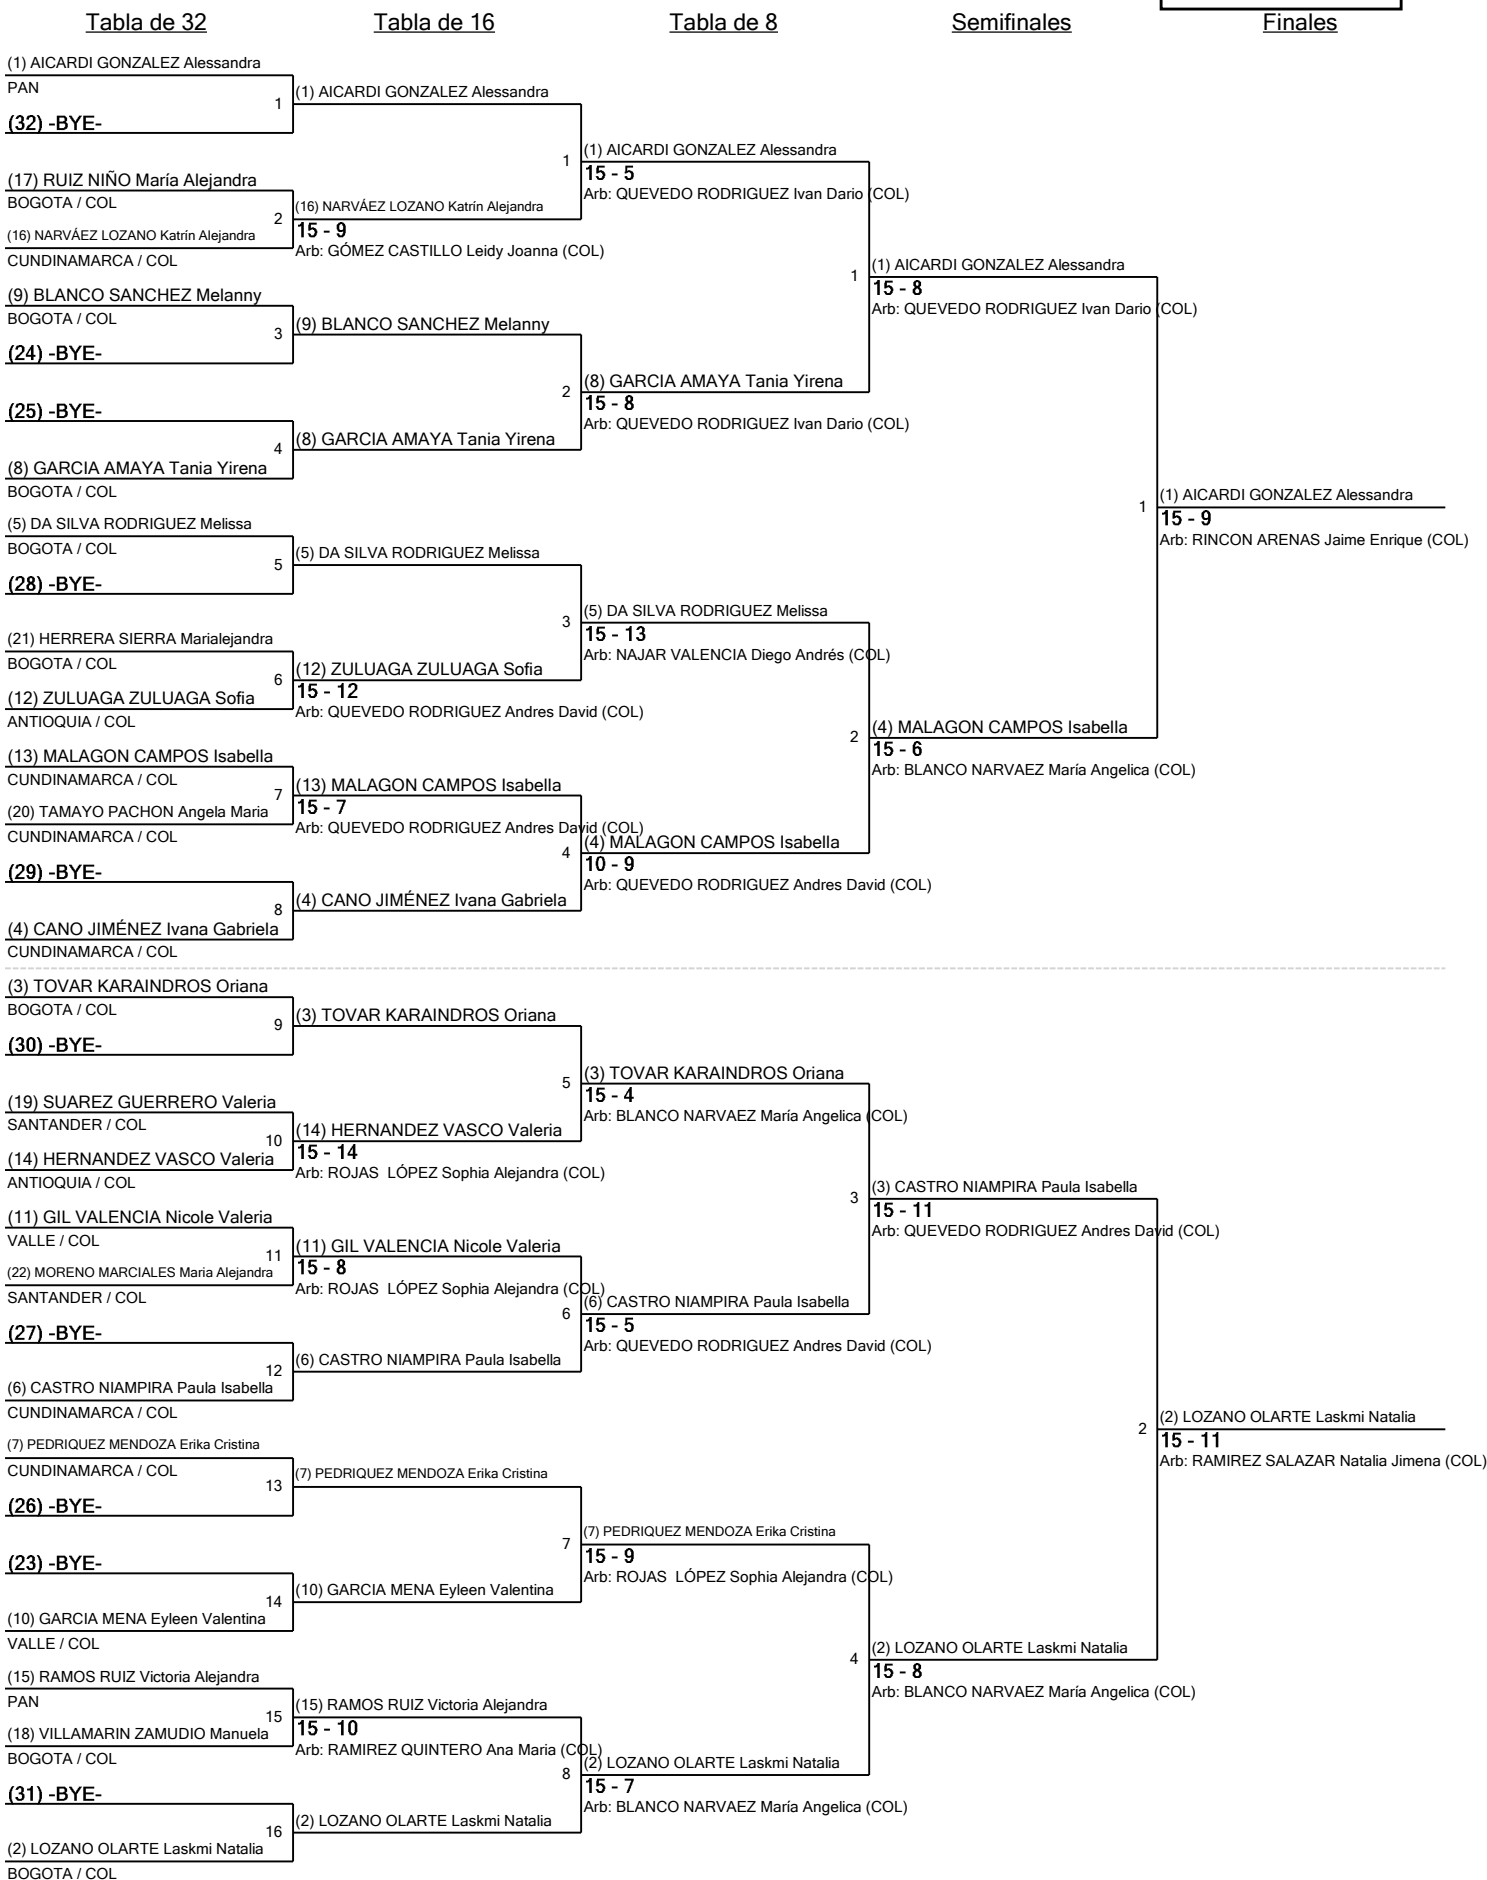 Tabla de 32
Tabla de 16
Tabla de 8
Semifinales
Finales
(1) AICARDI GONZALEZ Alessandra
PAN
1
(32) -BYE-
(17) RUIZ NIÑO María Alejandra
BOGOTA / COL
2
(16) NARVÁEZ LOZANO Katrín Alejandra
CUNDINAMARCA / COL
(9) BLANCO SANCHEZ Melanny
BOGOTA / COL
3
(24) -BYE-
(25) -BYE-
4
(8) GARCIA AMAYA Tania Yirena
BOGOTA / COL
(5) DA SILVA RODRIGUEZ Melissa
BOGOTA / COL
5
(28) -BYE-
(21) HERRERA SIERRA Marialejandra
BOGOTA / COL
6
(12) ZULUAGA ZULUAGA Sofia
ANTIOQUIA / COL
(13) MALAGON CAMPOS Isabella
CUNDINAMARCA / COL
7
(20) TAMAYO PACHON Angela Maria
CUNDINAMARCA / COL
(29) -BYE-
8
(4) CANO JIMÉNEZ Ivana Gabriela
CUNDINAMARCA / COL
(3) TOVAR KARAINDROS Oriana
BOGOTA / COL
9
(30) -BYE-
(19) SUAREZ GUERRERO Valeria
SANTANDER / COL
10
(14) HERNANDEZ VASCO Valeria
ANTIOQUIA / COL
(11) GIL VALENCIA Nicole Valeria
VALLE / COL
11
(22) MORENO MARCIALES Maria Alejandra
SANTANDER / COL
(27) -BYE-
12
(6) CASTRO NIAMPIRA Paula Isabella
CUNDINAMARCA / COL
(7) PEDRIQUEZ MENDOZA Erika Cristina
CUNDINAMARCA / COL
13
(26) -BYE-
(23) -BYE-
14
(10) GARCIA MENA Eyleen Valentina
VALLE / COL
(15) RAMOS RUIZ Victoria Alejandra
PAN
15
(18) VILLAMARIN ZAMUDIO Manuela
BOGOTA / COL
(31) -BYE-
16
(2) LOZANO OLARTE Laskmi Natalia
BOGOTA / COL
(1) AICARDI GONZALEZ Alessandra
1
(16) NARVÁEZ LOZANO Katrín Alejandra
15 - 9
Arb: GÓMEZ CASTILLO Leidy Joanna (COL)
(9) BLANCO SANCHEZ Melanny
2
(8) GARCIA AMAYA Tania Yirena
(5) DA SILVA RODRIGUEZ Melissa
3
(12) ZULUAGA ZULUAGA Sofia
15 - 12
Arb: QUEVEDO RODRIGUEZ Andres David (COL)
(13) MALAGON CAMPOS Isabella
15 - 7
Arb: QUEVEDO RODRIGUEZ Andres David (COL)
4
(4) CANO JIMÉNEZ Ivana Gabriela
(3) TOVAR KARAINDROS Oriana
5
(14) HERNANDEZ VASCO Valeria
15 - 14
Arb: ROJAS  LÓPEZ Sophia Alejandra (COL)
(11) GIL VALENCIA Nicole Valeria
15 - 8
Arb: ROJAS  LÓPEZ Sophia Alejandra (COL)
6
(6) CASTRO NIAMPIRA Paula Isabella
(7) PEDRIQUEZ MENDOZA Erika Cristina
7
(10) GARCIA MENA Eyleen Valentina
(15) RAMOS RUIZ Victoria Alejandra
15 - 10
Arb: RAMIREZ QUINTERO Ana Maria (COL)
8
(2) LOZANO OLARTE Laskmi Natalia
(1) AICARDI GONZALEZ Alessandra
15 - 5
Arb: QUEVEDO RODRIGUEZ Ivan Dario (COL)
1
(8) GARCIA AMAYA Tania Yirena
15 - 8
Arb: QUEVEDO RODRIGUEZ Ivan Dario (COL)
(5) DA SILVA RODRIGUEZ Melissa
15 - 13
Arb: NAJAR VALENCIA Diego Andrés (COL)
2
(4) MALAGON CAMPOS Isabella
10 - 9
Arb: QUEVEDO RODRIGUEZ Andres David (COL)
(3) TOVAR KARAINDROS Oriana
15 - 4
Arb: BLANCO NARVAEZ María Angelica (COL)
3
(6) CASTRO NIAMPIRA Paula Isabella
15 - 5
Arb: QUEVEDO RODRIGUEZ Andres David (COL)
(7) PEDRIQUEZ MENDOZA Erika Cristina
15 - 9
Arb: ROJAS  LÓPEZ Sophia Alejandra (COL)
4
(2) LOZANO OLARTE Laskmi Natalia
15 - 7
Arb: BLANCO NARVAEZ María Angelica (COL)
(1) AICARDI GONZALEZ Alessandra
15 - 8
Arb: QUEVEDO RODRIGUEZ Ivan Dario (COL)
1
(4) MALAGON CAMPOS Isabella
15 - 6
Arb: BLANCO NARVAEZ María Angelica (COL)
(3) CASTRO NIAMPIRA Paula Isabella
15 - 11
Arb: QUEVEDO RODRIGUEZ Andres David (COL)
2
(2) LOZANO OLARTE Laskmi Natalia
15 - 8
Arb: BLANCO NARVAEZ María Angelica (COL)
(1) AICARDI GONZALEZ Alessandra
15 - 9
Arb: RINCON ARENAS Jaime Enrique (COL)
(2) LOZANO OLARTE Laskmi Natalia
15 - 11
Arb: RAMIREZ SALAZAR Natalia Jimena (COL)